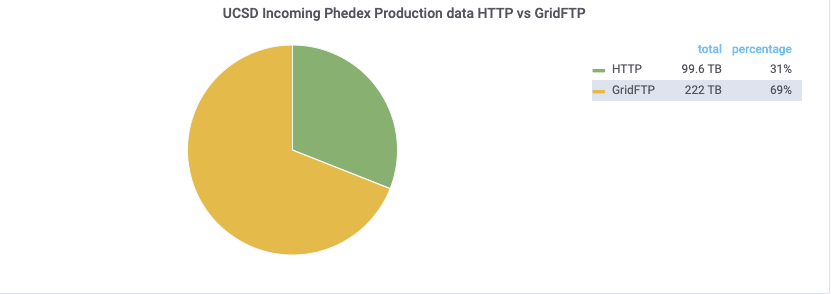 UCSD Incoming Phedex Production data HTTP vs GridFTP
total percentage
HTTP 99.6 TB 31%
GridFTP 222 TB 69%